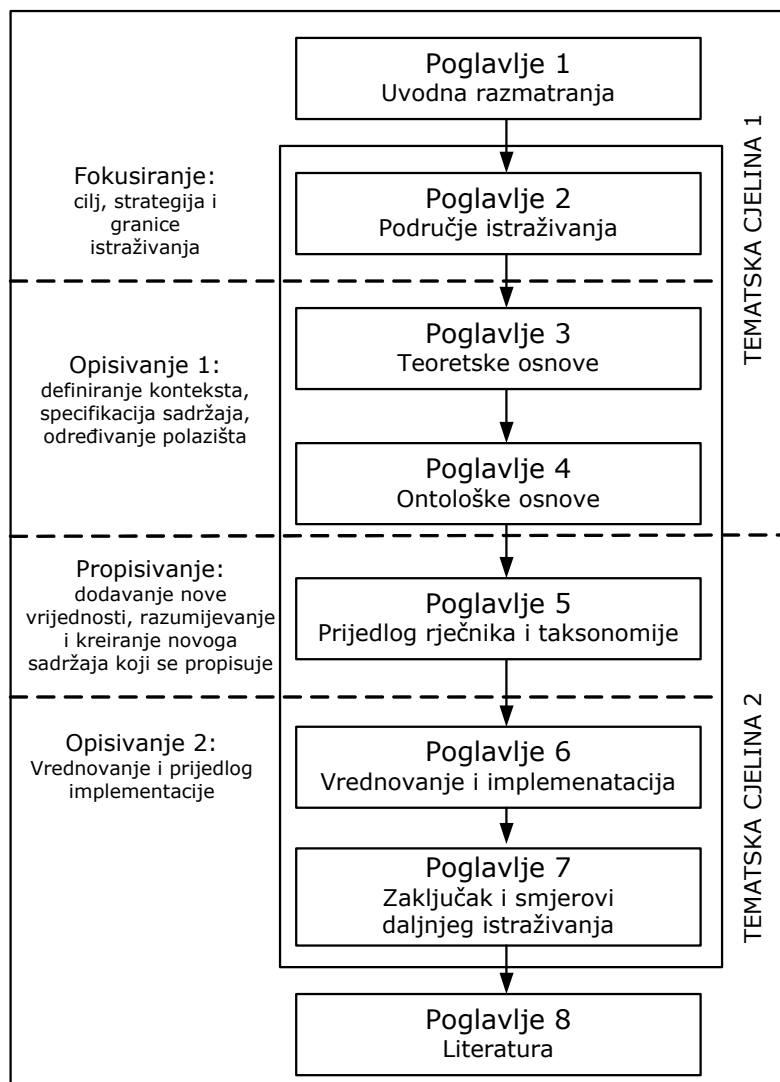 Poglavlje 1
Uvodna razmatranja
TEMATSKA CJELINA 1
Fokusiranje:
cilj, strategija i
granice
istraživanja
Poglavlje 2
Područje istraživanja
Opisivanje 1:
definiranje konteksta,
specifikacija sadržaja,
određivanje polazišta
Poglavlje 3
Teoretske osnove
Poglavlje 4
Ontološke osnove
Propisivanje:
dodavanje nove
vrijednosti, razumijevanje
i kreiranje novoga
sadržaja koji se propisuje
Poglavlje 5
Prijedlog rječnika i taksonomije
TEMATSKA CJELINA 2
Opisivanje 2:
Vrednovanje i prijedlog
implementacije
Poglavlje 6
Vrednovanje i implemenatacija
Poglavlje 7
Zaključak i smjerovi
daljnjeg istraživanja
Poglavlje 8
Literatura